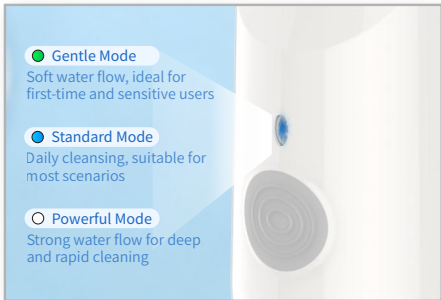 Gentle Mode
Soft water flow, ideal for
first-time and sensitive users
Standard Mode
Daily cleansing, suitable for
most scenarios
Powerful Mode
Strong water flow for deep
and rapid cleaning